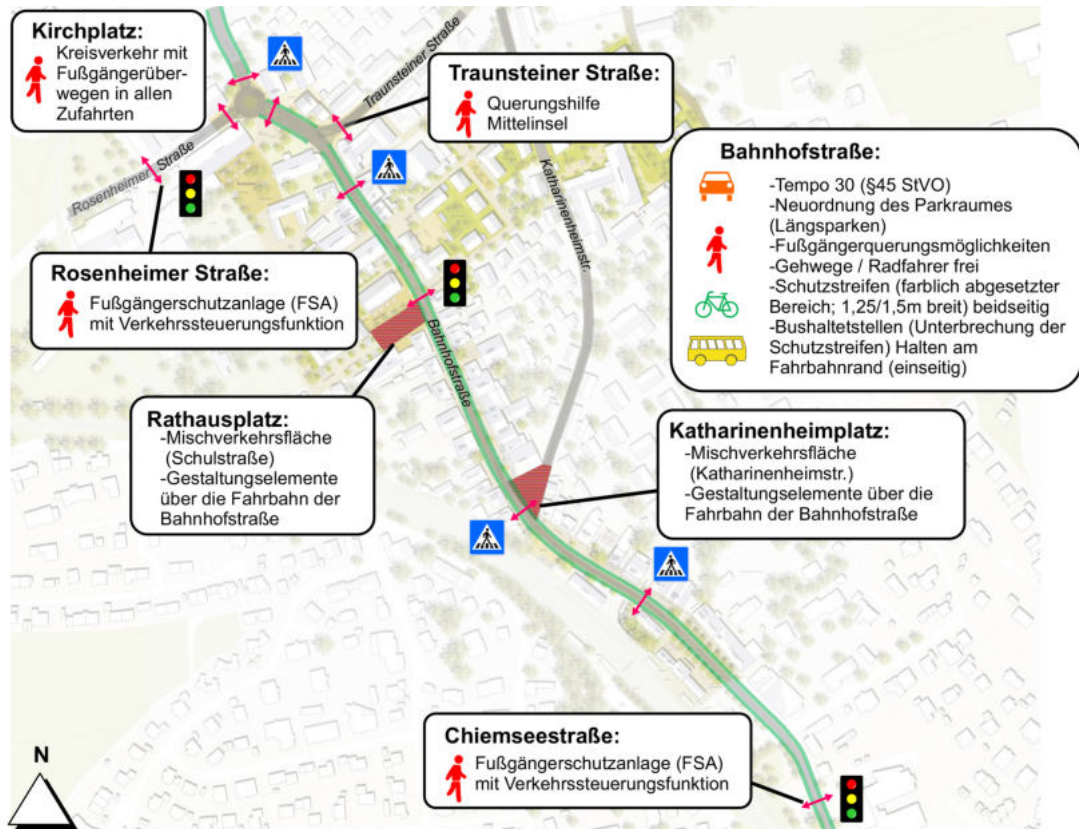 Kirchplatz:
Kreisverkehr mit
Fußgängerüber-
wegen in allen
Zufahrten
Traunsteiner Straße
Traunsteiner Straße:
Querungshilfe
Mittelinsel
Rosenheimer Straße
Katharinenheimstr.
Bahnhofstraße:
-Tempo 30 (§45 StVO)
-Neuordnung des Parkraumes
(Längsparken)
-Fußgängerquerungsmöglichkeiten
-Gehwege / Radfahrer frei
-Schutzstreifen (farblich abgesetzter
Bereich; 1,25/1,5m breit) beidseitig
-Bushaltetstellen (Unterbrechung der
Schutzstreifen) Halten am
Fahrbahnrand (einseitig)
Rosenheimer Straße:
Fußgängerschutzanlage (FSA)
mit Verkehrssteuerungsfunktion
Bahnhofstraße
Rathausplatz:
-Mischverkehrsfläche
(Schulstraße)
-Gestaltungselemente
über die Fahrbahn der
Bahnhofstraße
Katharinenheimplatz:
-Mischverkehrsfläche
(Katharinenheimstr.)
-Gestaltungselemente über die
Fahrbahn der Bahnhofstraße
Chiemseestraße:
Fußgängerschutzanlage (FSA)
mit Verkehrssteuerungsfunktion
N